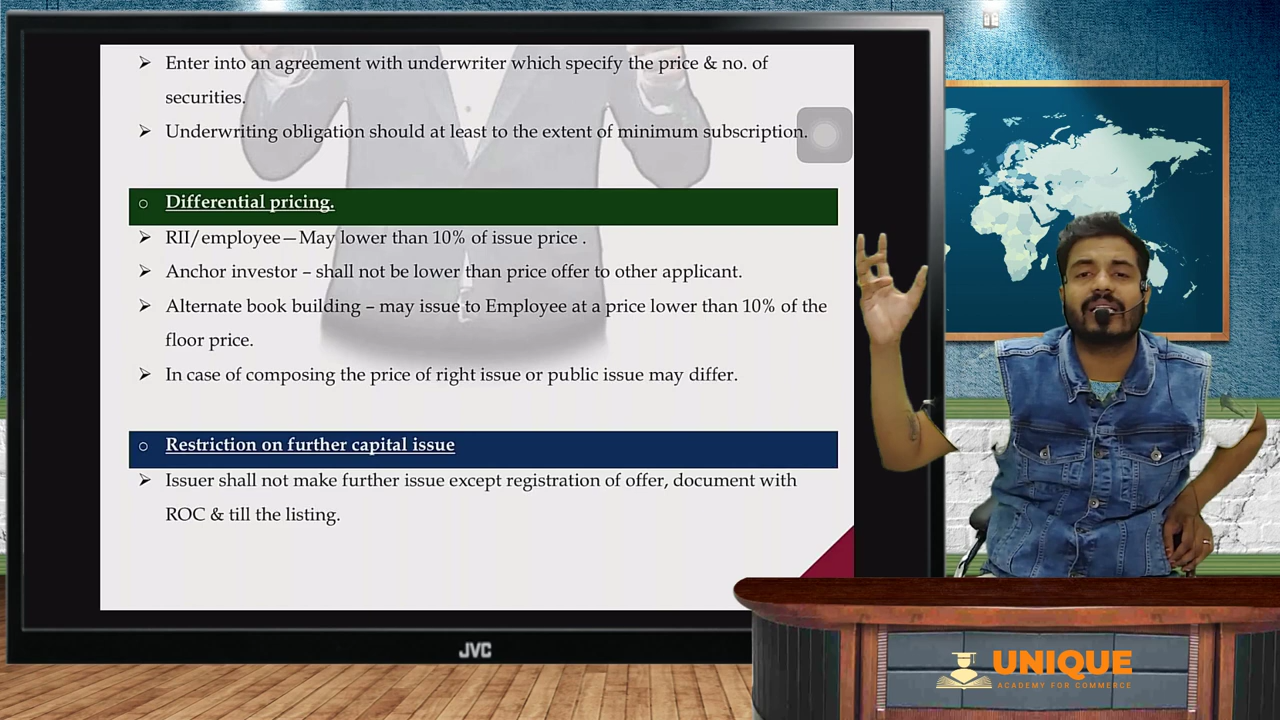 ➢ Enter into an agreement with underwriter which specify the price & no. of
securities.
➢ Underwriting obligation should at least to the extent of minimum subscription.
○ Differential pricing.
➢ RII/employee—May lower than 10% of issue price .
➢ Anchor investor – shall not be lower than price offer to other applicant.
➢ Alternate book building – may issue to Employee at a price lower than 10% of the
floor price.
➢ In case of composing the price of right issue or public issue may differ.
○ Restriction on further capital issue
➢ Issuer shall not make further issue except registration of offer, document with
ROC & till the listing.
JVC
UNIQUE
ACADEMY FOR COMMERCE